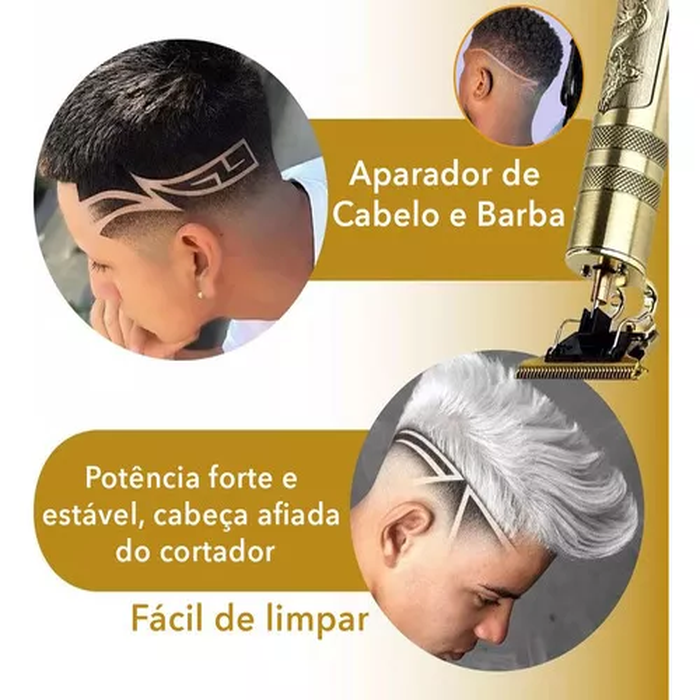 Aparador de
Cabelo e Barba
Potência forte e
estável, cabeça afiada
do cortador
Fácil de limpar